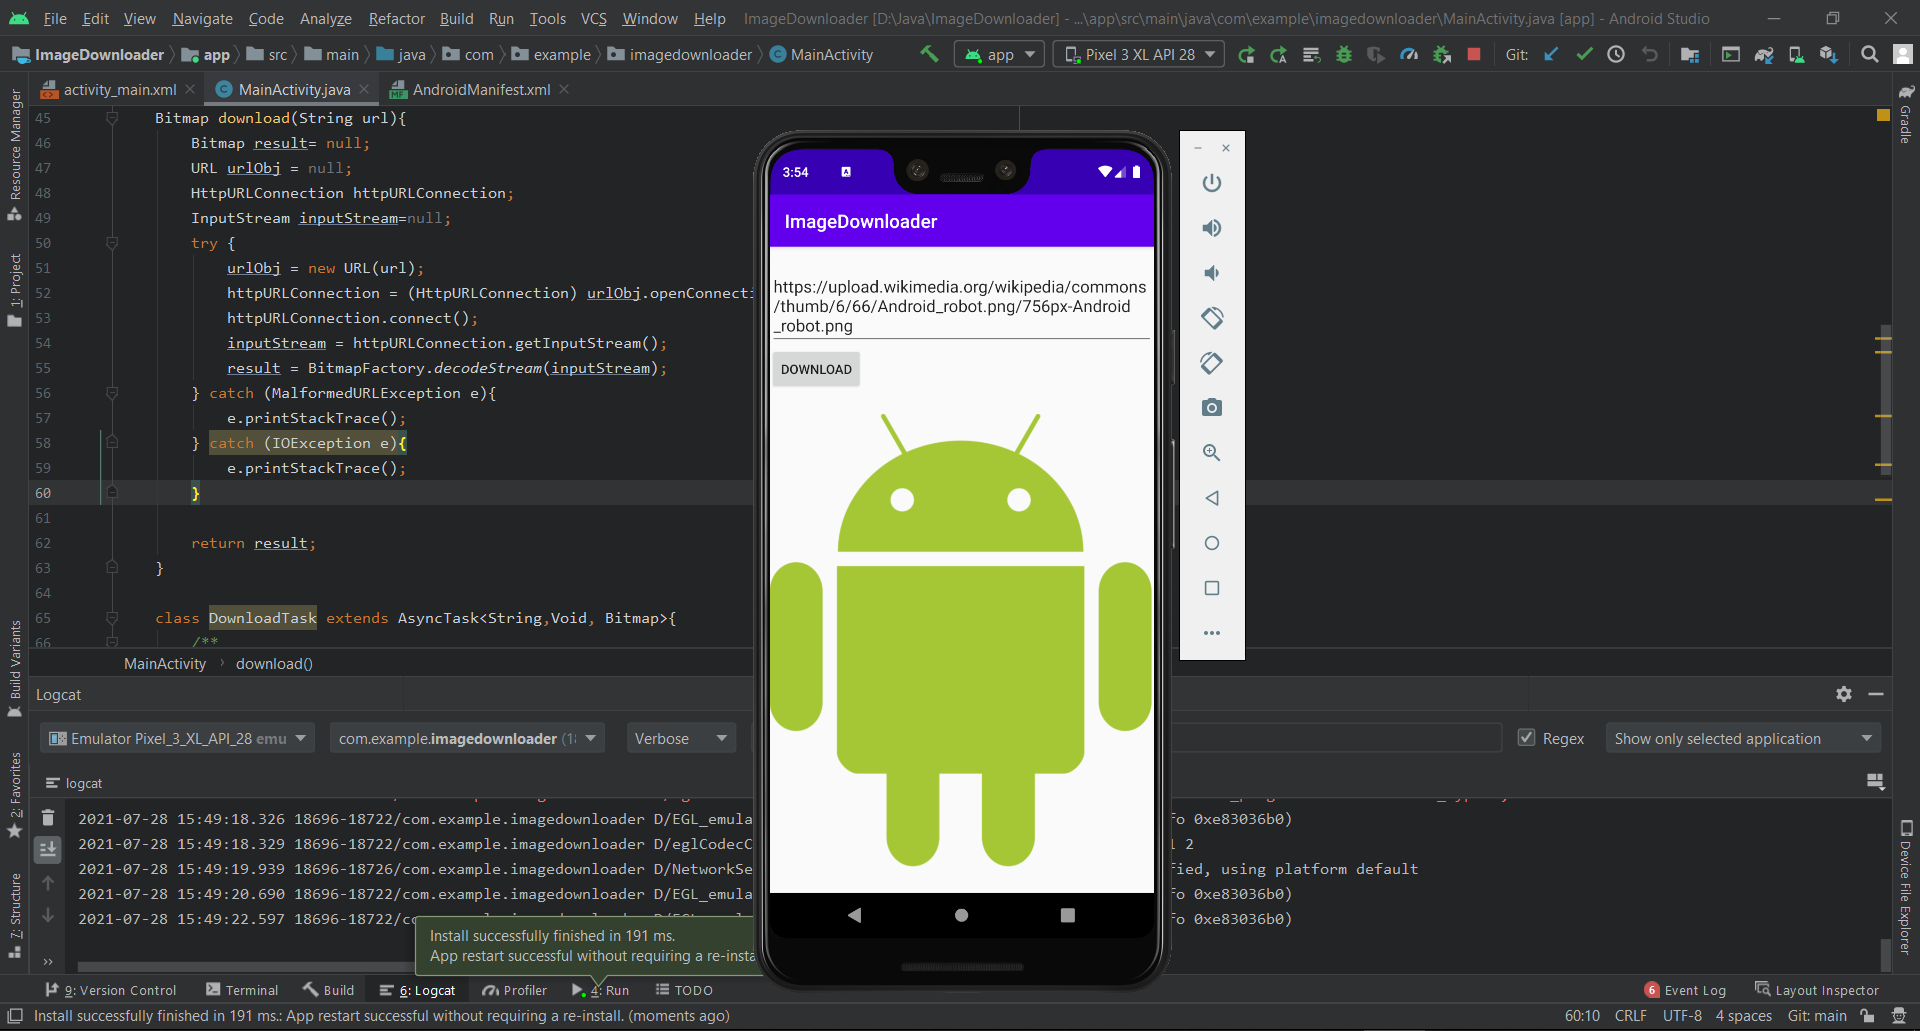 File Edit View Navigate Code Analyze Refactor Build Run Tools VCS Window Help ImageDownloader [D:\Java\ImageDownloader] - ...\app\src\main\java\com\example\imagedownloader\MainActivity.java [app] - Android Studio
ImageDownloader app src main java com example imagedownloader MainActivity app Pixel 3 XL API 28 Git:
activity_main.xml MainActivity.java AndroidManifest.xml
Resource Manager
1: Project
Build Variants
2: Favorites
7: Structure
Gradle
Device File Explorer
45 Bitmap download(String url){
46 Bitmap result= null;
47 URL urlObj = null;
48 HttpURLConnection httpURLConnection;
49 InputStream inputStream=null;
50 try {
51 urlObj = new URL(url);
52 httpURLConnection = (HttpURLConnection) urlObj.openConnecti
53 httpURLConnection.connect();
54 inputStream = httpURLConnection.getInputStream();
55 result = BitmapFactory.decodeStream(inputStream);
56 } catch (MalformedURLException e){
57 e.printStackTrace();
58 } catch (IOException e){
59 e.printStackTrace();
60 }
61
62 return result;
63 }
64
65 class DownloadTask extends AsyncTask<String,Void, Bitmap>{
66 /**
MainActivity download()
3:54
ImageDownloader
https://upload.wikimedia.org/wikipedia/commons
/thumb/6/66/Android_robot.png/756px-Android
_robot.png
DOWNLOAD
Logcat
Emulator Pixel_3_XL_API_28 emu com.example.imagedownloader (18 Verbose Regex Show only selected application
logcat
2021-07-28 15:49:18.326 18696-18722/com.example.imagedownloader D/EGL_emula fo 0xe83036b0)
2021-07-28 15:49:18.329 18696-18722/com.example.imagedownloader D/eglCodecC 1 2
2021-07-28 15:49:19.939 18696-18726/com.example.imagedownloader D/NetworkSe fied, using platform default
2021-07-28 15:49:20.690 18696-18722/com.example.imagedownloader D/EGL_emula fo 0xe83036b0)
2021-07-28 15:49:22.597 18696-18722/co fo 0xe83036b0)
Install successfully finished in 191 ms.
App restart successful without requiring a re-insta
9: Version Control Terminal Build 6: Logcat Profiler 4: Run TODO 6 Event Log Layout Inspector
Install successfully finished in 191 ms.: App restart successful without requiring a re-install. (moments ago) 60:10 CRLF UTF-8 4 spaces Git: main